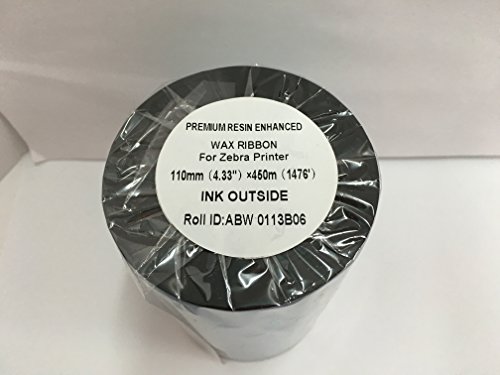 PREMIUM RESIN ENHANCED
WAX RIBBON
For Zebra Printer
110mm (4.33") ×450m (1476')
INK OUTSIDE
Roll ID:ABW 0113B06